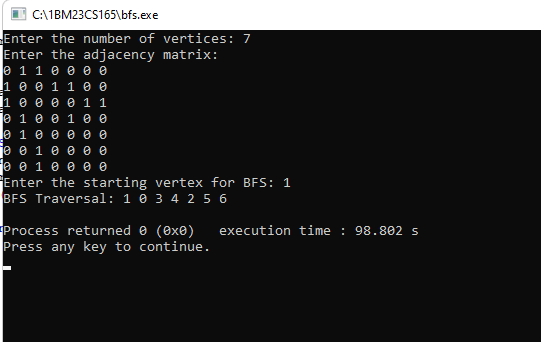 C:\1BM23CS165\bfs.exe
Enter the number of vertices: 7
Enter the adjacency matrix:
0 1 1 0 0 0 0
1 0 0 1 1 0 0
1 0 0 0 0 1 1
0 1 0 0 1 0 0
0 1 0 0 0 0 0
0 0 1 0 0 0 0
0 0 1 0 0 0 0
Enter the starting vertex for BFS: 1
BFS Traversal: 1 0 3 4 2 5 6
Process returned 0 (0x0)   execution time : 98.802 s
Press any key to continue.